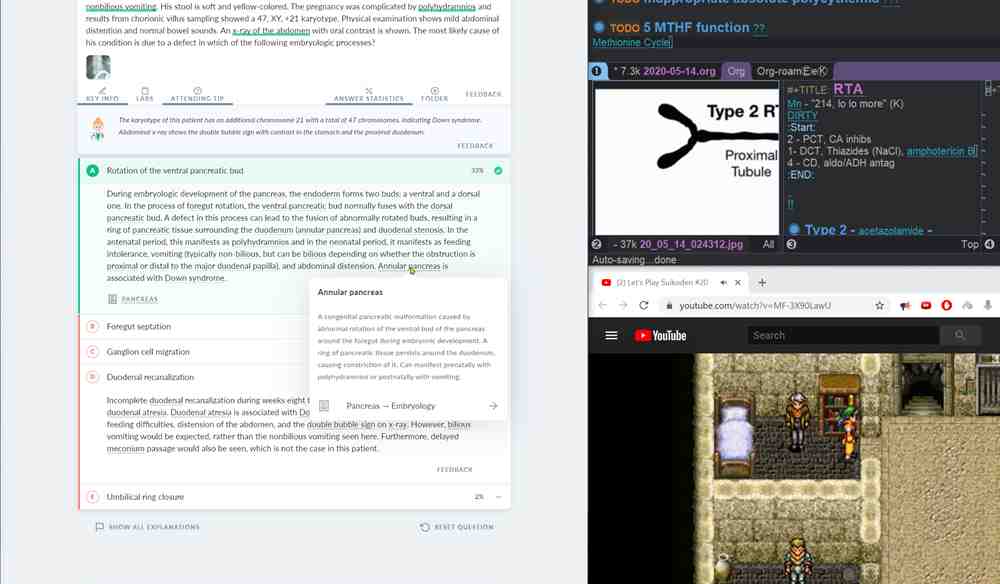 nonbilious vomiting. His stool is soft and yellow-colored. The pregnancy was complicated by polyhydramnios and
results from chorionic villus sampling showed a 47, XY, +21 karyotype. Physical examination shows mild abdominal
distention and normal bowel sounds. An x-ray of the abdomen with oral contrast is shown. The most likely cause of
his condition is due to a defect in which of the following embryologic processes?
KEY INFO
LABS
ATTENDING TIP
ANSWER STATISTICS
FOLDER
FEEDBACK
The karyotype of this patient has an additional chromosome 21 with a total of 47 chromosomes, indicating Down syndrome.
Abdominal x-ray shows the double bubble sign with contrast in the stomach and the proximal duodenum.
FEEDBACK
A Rotation of the ventral pancreatic bud 33%
During embryologic development of the pancreas, the endoderm forms two buds: a ventral and a dorsal
one. In the process of foregut rotation, the ventral pancreatic bud normally fuses with the dorsal
pancreatic bud. A defect in this process can lead to the fusion of abnormally rotated buds, resulting in a
ring of pancreatic tissue surrounding the duodenum (annular pancreas) and duodenal stenosis. In the
antenatal period, this manifests as polyhydramnios and in the neonatal period, it manifests as feeding
intolerance, vomiting (typically non-bilious, but can be bilious depending on whether the obstruction is
proximal or distal to the major duodenal papilla), and abdominal distension. Annular pancreas is
associated with Down syndrome.
PANCREAS
Annular pancreas
A congenital pancreatic malformation caused by
abnormal rotation of the ventral bud of the pancreas
around the foregut during embryonic development. A
ring of pancreatic tissue persists around the duodenum,
causing constriction of it. Can manifest prenatally with
polyhydramnios or postnatally with vomiting.
Pancreas → Embryology
B Foregut septation
C Ganglion cell migration
D Duodenal recanalization
Incomplete duodenal recanalization during weeks eight t
duodenal atresia. Duodenal atresia is associated with Do
feeding difficulties, distension of the abdomen, and the double bubble sign on x-ray. However, bilious
vomiting would be expected, rather than the nonbilious vomiting seen here. Furthermore, delayed
meconium passage would also be seen, which is not the case in this patient.
FEEDBACK
E Umbilical ring closure 2%
SHOW ALL EXPLANATIONS
RESET QUESTION
TODO inappropriate absolute polycythemia ???
TODO 5 MTHF function ??
Methionine Cycle]
1 * 7.3k 2020-05-14.org Org Org-roam
Type 2 RT
Proximal
Tubule
#+TITLE RTA
Mn - "214, lo lo more" (K)
DIRTY
:Start:
2 - PCT, CA inhibs
1- DCT, Thiazides (NaCl), amphotericin B]
4 - CD, aldo/ADH antag
:END:
-
!!
Type 2 - acetazolamide -
2 - 37k 20_05_14_024312.jpg All 3 Top 4
Auto-saving...done
(2) Let's Play Suikoden #20
youtube.com/watch?v=MF-3X90LawU
YouTube
Search